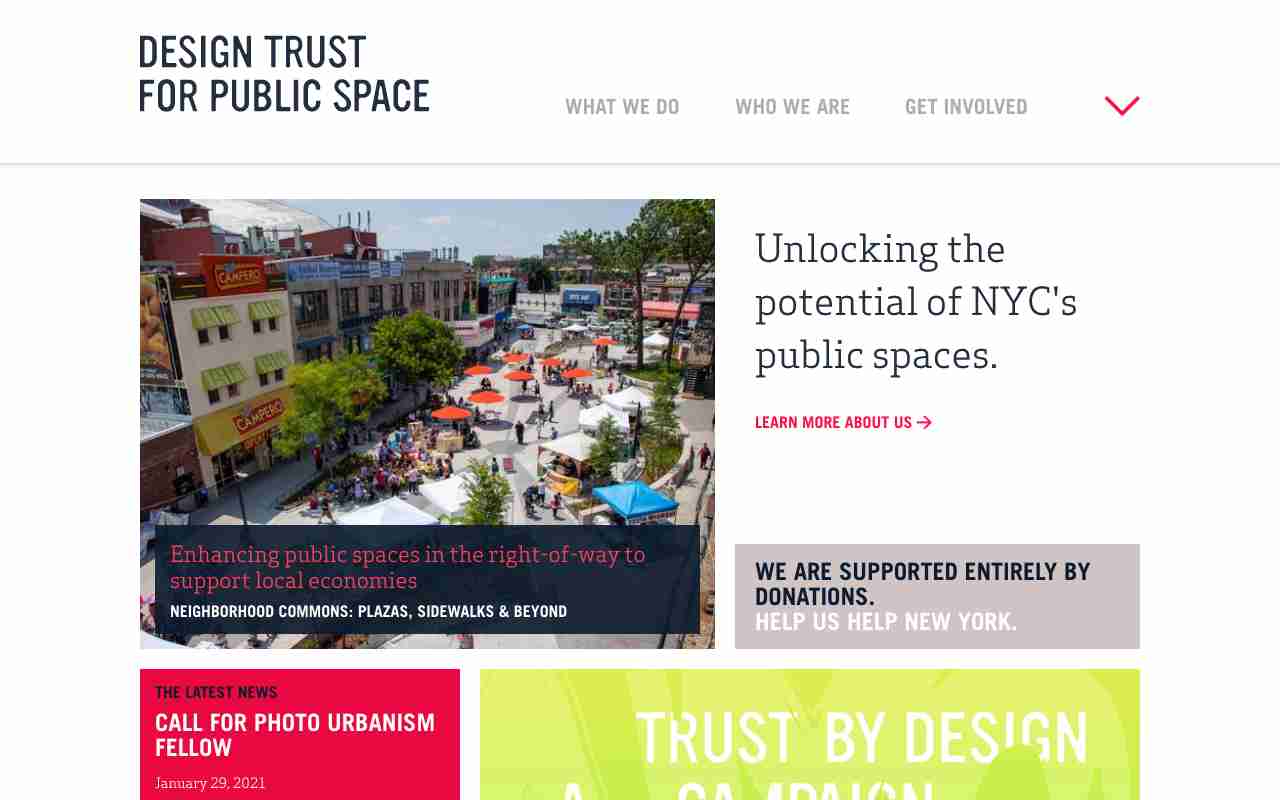 DESIGN TRUST
FOR PUBLIC SPACE
WHAT WE DO
WHO WE ARE
GET INVOLVED
CAMPERO
CAMPERO
Unlocking the
potential of NYC's
public spaces.
LEARN MORE ABOUT US
Enhancing public spaces in the right-of-way to
support local economies
NEIGHBORHOOD COMMONS: PLAZAS, SIDEWALKS & BEYOND
WE ARE SUPPORTED ENTIRELY BY
DONATIONS.
HELP US HELP NEW YORK.
THE LATEST NEWS
CALL FOR PHOTO URBANISM
FELLOW
January 29, 2021
TRUST BY DESIGN
A CAMPAIGN